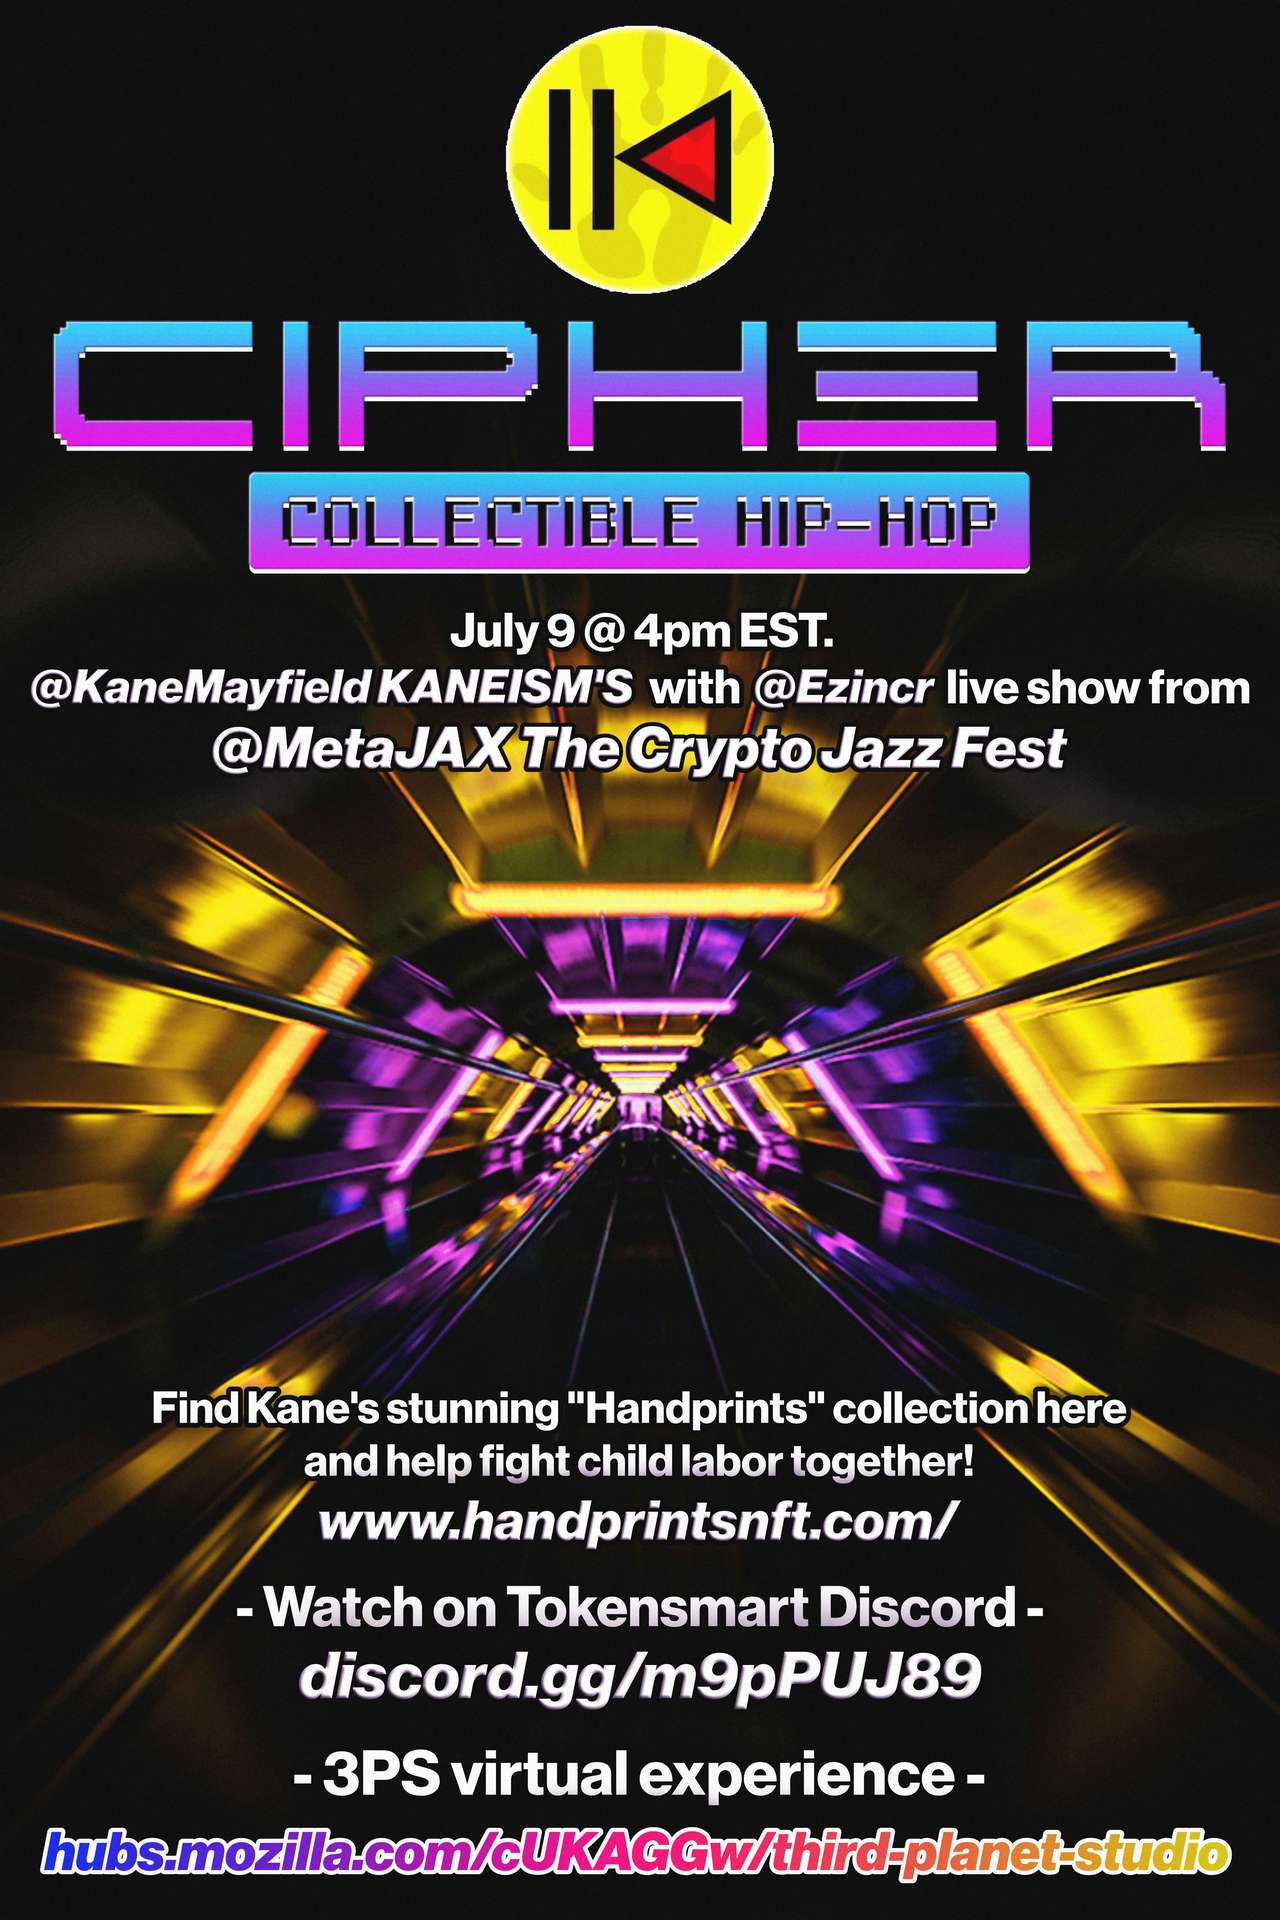 CIPHER
COLLECTIBLE HIP-HOP
July 9 @ 4pm EST.
@KaneMayfield KANEISM'S with @Ezincr live show from
@MetaJAX The Crypto Jazz Fest
Find Kane's stunning "Handprints" collection here
and help fight child labor together!
www.handprintsnft.com/
- Watch on Tokensmart Discord -
discord.gg/m9pPUJ89
- 3PS virtual experience -
hubs.mozilla.com/cUKAGGw/third-planet-studio